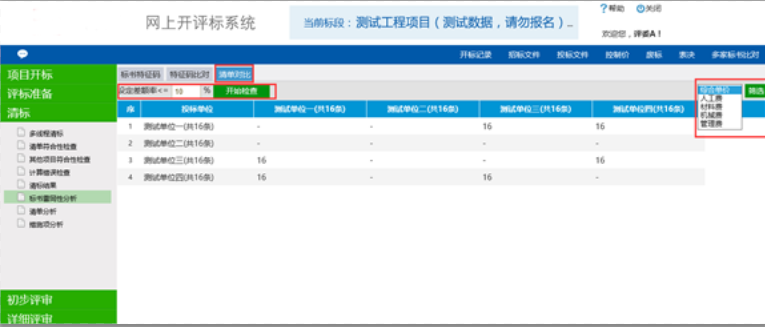 网上开评标系统
当前标段：测试工程项目（测试数据，请勿报名）..
?帮助 关闭
欢迎您，评委A！
开标记录 招标文件 投标文件 控制价 废标 表决 多家标书比对
项目开标
评标准备
清标
多线程清标
清单符合性检查
其他项目符合性检查
计算错误检查
清标结果
标书雷同性分析
清单分析
措施项分析
初步评审
详细评审
标书特征码 特征码比对 清单对比
设定差额率<= 10 % 开始检查
综合单价
人工费
材料费
机械费
管理费
筛选
序 投标单位 测试单位一(共16条) 测试单位二(共16条) 测试单位三(共16条) 测试单位四(共16条)
1 测试单位一(共16条) - - 16 16
2 测试单位二(共16条) - - - -
3 测试单位三(共16条) 16 - - 16
4 测试单位四(共16条) 16 - 16 -